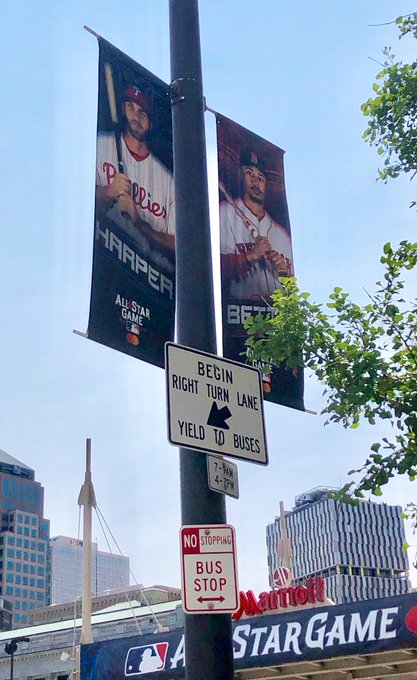 Phillies
HARPER
ALL STAR
GAME
BET
BEGIN
RIGHT TURN LANE
YIELD TO BUSES
7-9AM
4-7PM
NO STOPPING
BUS
STOP
Marriott
STAR GAME